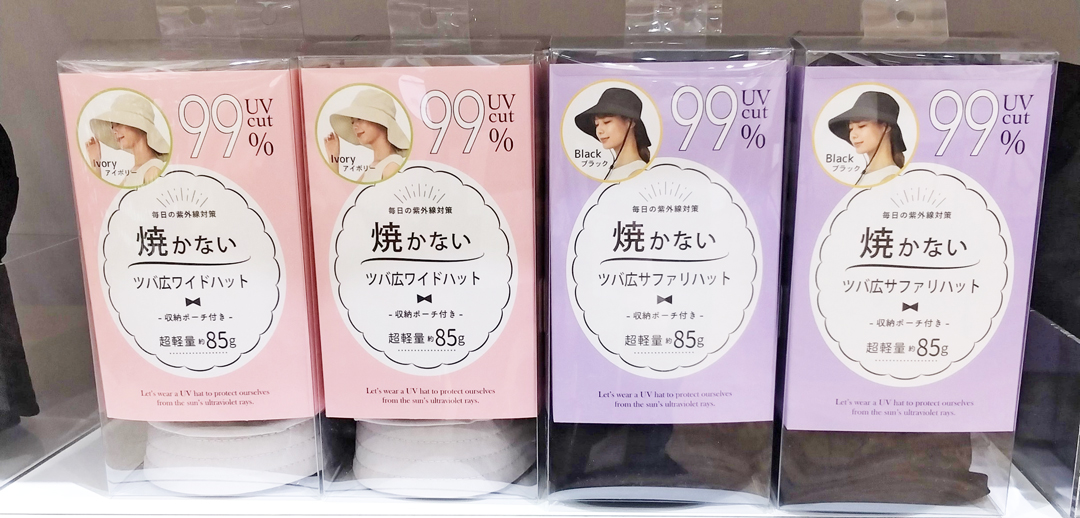 99
UV
cut
%
Ivory
アイボリー
毎日の紫外線対策
焼かない
ツバ広ワイドハット
- 収納ポーチ付き -
超軽量 約85g
Let's wear a UV hat to protect ourselves
from the sun's ultraviolet rays.
99
UV
cut
%
Ivory
アイボリー
毎日の紫外線対策
焼かない
ツバ広ワイドハット
- 収納ポーチ付き -
超軽量 約85g
Let's wear a UV hat to protect ourselves
from the sun's ultraviolet rays.
99
UV
cut
%
Black
ブラック
毎日の紫外線対策
焼かない
ツバ広サファリハット
- 収納ポーチ付き -
超軽量 約85g
Let's wear a UV hat to protect ourselves
from the sun's ultraviolet rays.
99
UV
cut
%
Black
ブラック
毎日の紫外線対策
焼かない
ツバ広サファリハット
- 収納ポーチ付き -
超軽量 約85g
Let's wear a UV hat to protect ourselves
from the sun's ultraviolet rays.